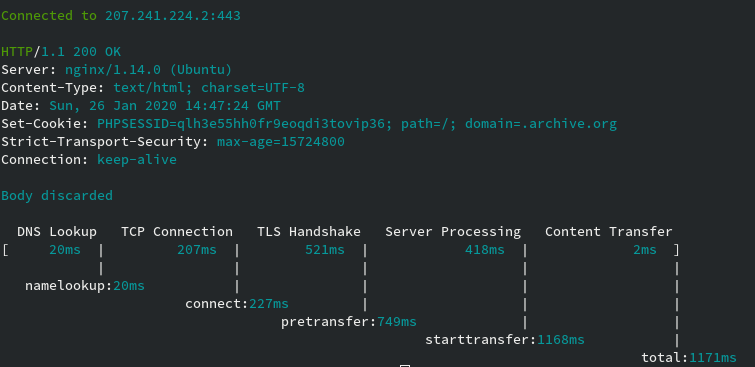 Connected to 207.241.224.2:443
HTTP/1.1 200 OK
Server: nginx/1.14.0 (Ubuntu)
Content-Type: text/html; charset=UTF-8
Date: Sun, 26 Jan 2020 14:47:24 GMT
Set-Cookie: PHPSESSID=qlh3e55hh0fr9eoqdi3tovip36; path=/; domain=.archive.org
Strict-Transport-Security: max-age=15724800
Connection: keep-alive
Body discarded
DNS Lookup   TCP Connection   TLS Handshake   Server Processing   Content Transfer
[     20ms  |         207ms  |        521ms  |            418ms  |             2ms  ]
            |                |               |                   |                  |
   namelookup:20ms           |               |                   |                  |
                       connect:227ms         |                   |                  |
                                   pretransfer:749ms             |                  |
                                                     starttransfer:1168ms           |
                                                                                total:1171ms